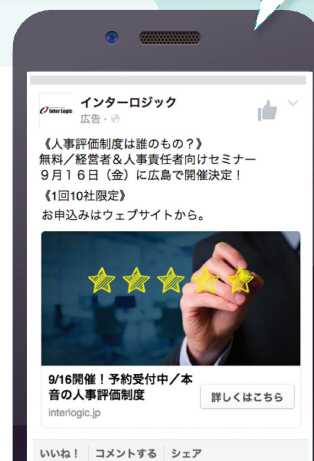 Inter Logic
インターロジック
広告・
《人事評価制度は誰のもの？》
無料／経営者＆人事責任者向けセミナー
９月１６日（金）に広島で開催決定！
《1回10社限定》
お申込みはウェブサイトから。
9/16開催！予約受付中／本
音の人事評価制度
詳しくはこちら
interlogic.jp
いいね！ コメントする シェア